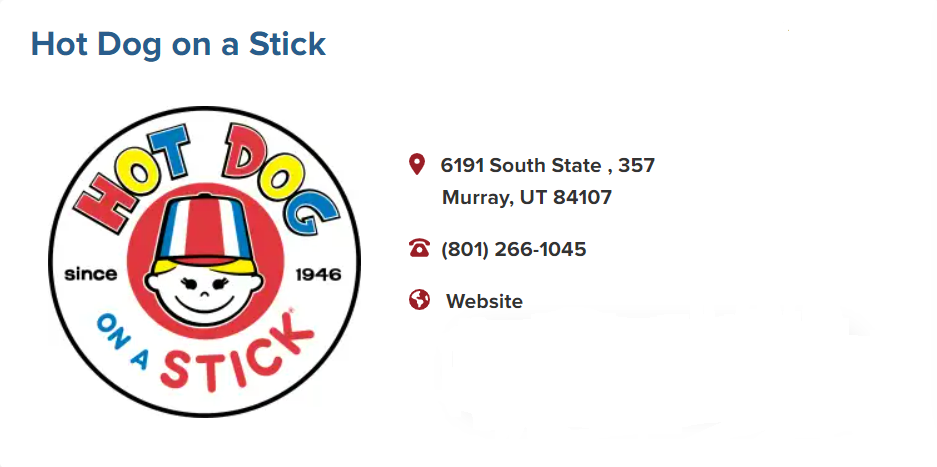 Hot Dog on a Stick
HOT DOG
since 1946
ON A STICK®
6191 South State , 357
Murray, UT 84107
(801) 266-1045
Website